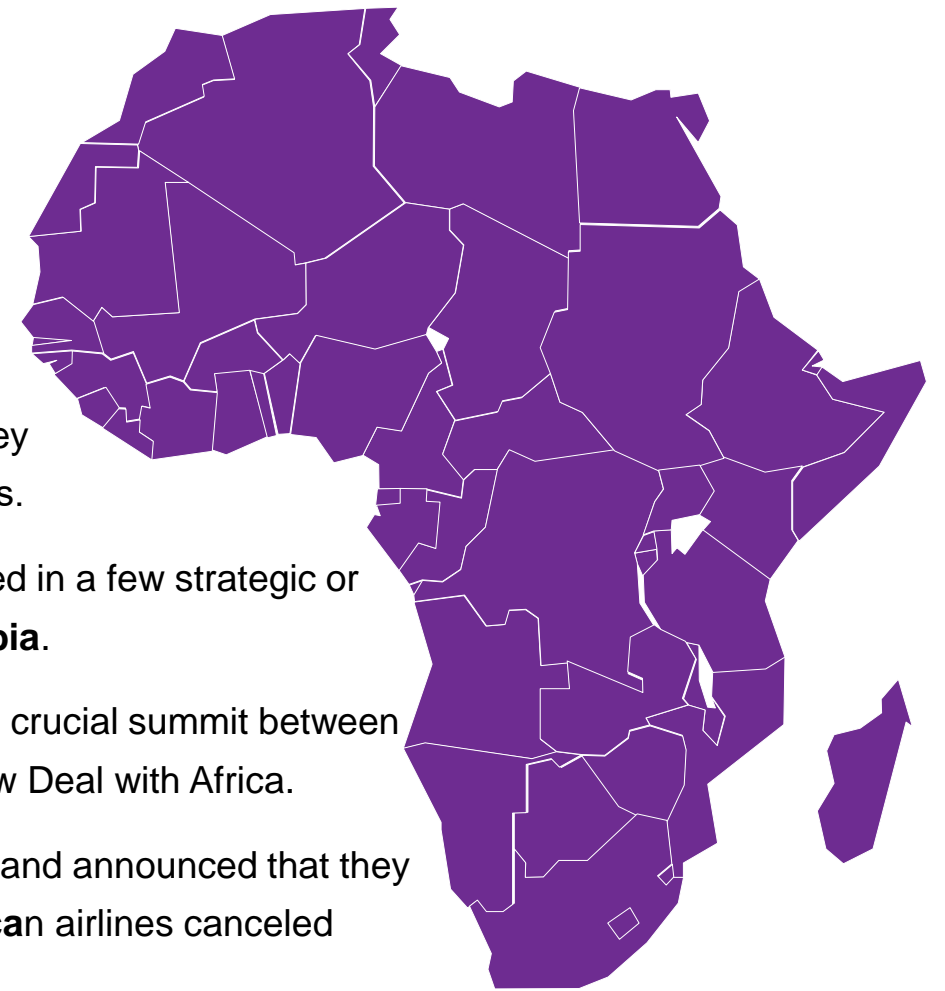 ey
s.
ed in a few strategic or
bia.
crucial summit between
w Deal with Africa.
and announced that they
can airlines canceled